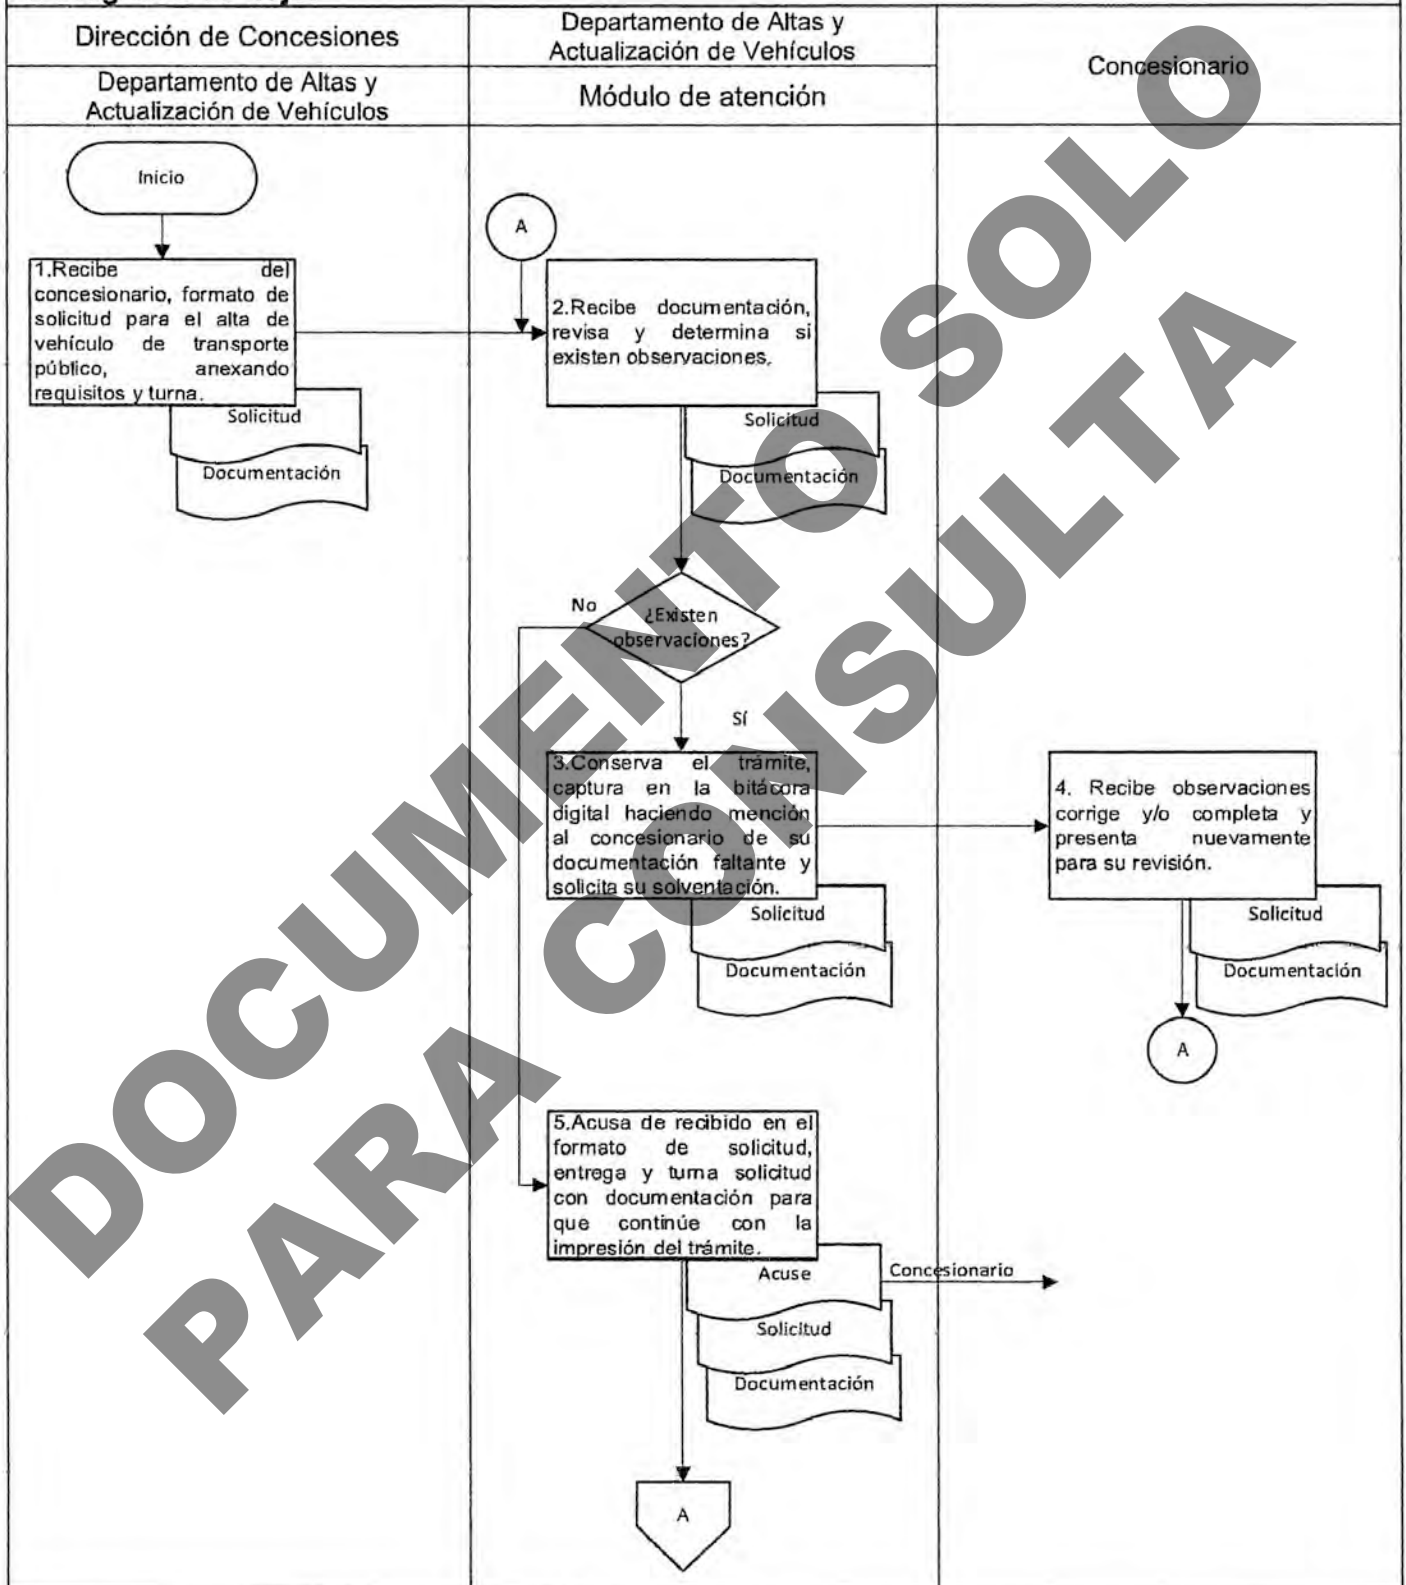 Dirección de Concesiones
Departamento de Altas y
Actualización de Vehículos
Concesionario
Departamento de Altas y
Actualización de Vehículos
Módulo de atención
Inicio
A
1.Recibe del
concesionario, formato de
solicitud para el alta de
vehículo de transporte
público, anexando
requisitos y turna.
Solicitud
Documentación
2.Recibe documentación,
revisa y determina si
existen observaciones.
Solicitud
Documentación
¿Existen
observaciones?
No
Sí
3.Conserva el trámite,
captura en la bitácora
digital haciendo mención
al concesionario de su
documentación faltante y
solicita su solventación.
Solicitud
Documentación
4. Recibe observaciones
corrige y/o completa y
presenta nuevamente
para su revisión.
Solicitud
Documentación
A
5.Acusa de recibido en el
formato de solicitud,
entrega y turna solicitud
con documentación para
que continúe con la
impresión del trámite.
Acuse
Concesionario
Solicitud
Documentación
A
DOCUMENTO SOLO
PARA CONSULTA